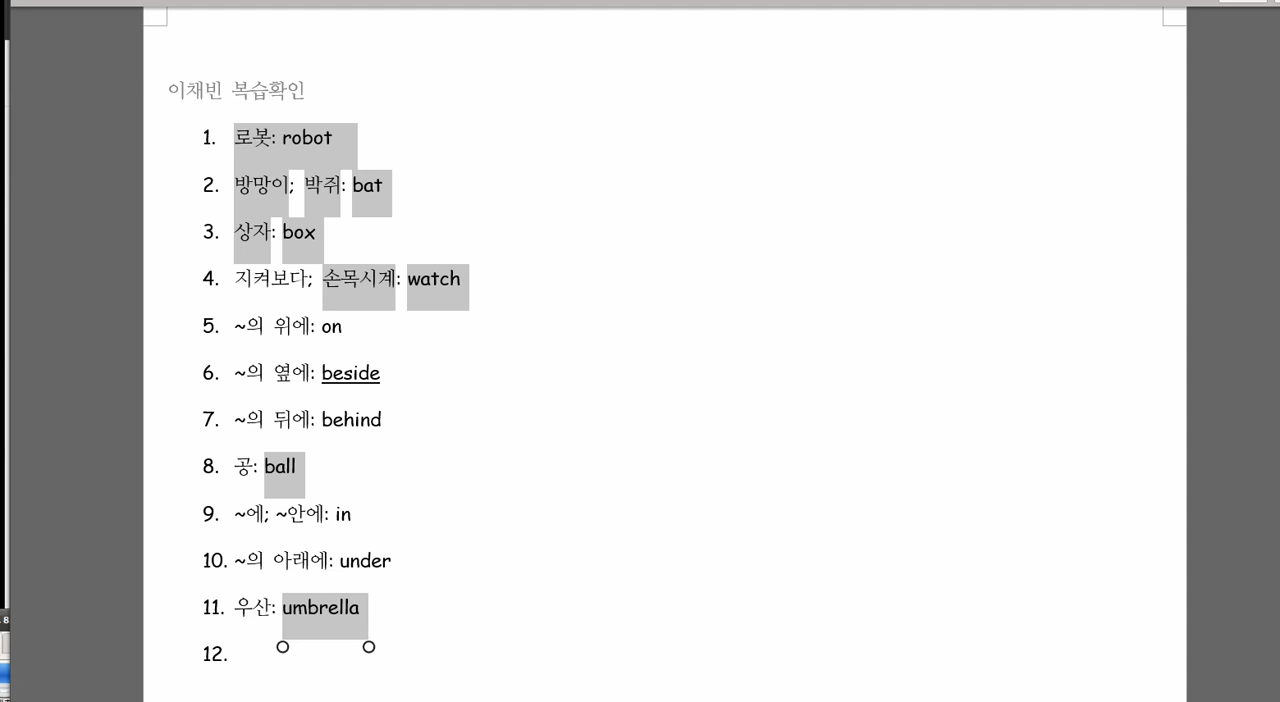 이채빈 복습확인
1. 로봇: robot
2. 방망이; 박쥐: bat
3. 상자: box
4. 지켜보다; 손목시계: watch
5. ~의 위에: on
6. ~의 옆에: beside
7. ~의 뒤에: behind
8. 공: ball
9. ~에; ~안에: in
10. ~의 아래에: under
11. 우산: umbrella
12.